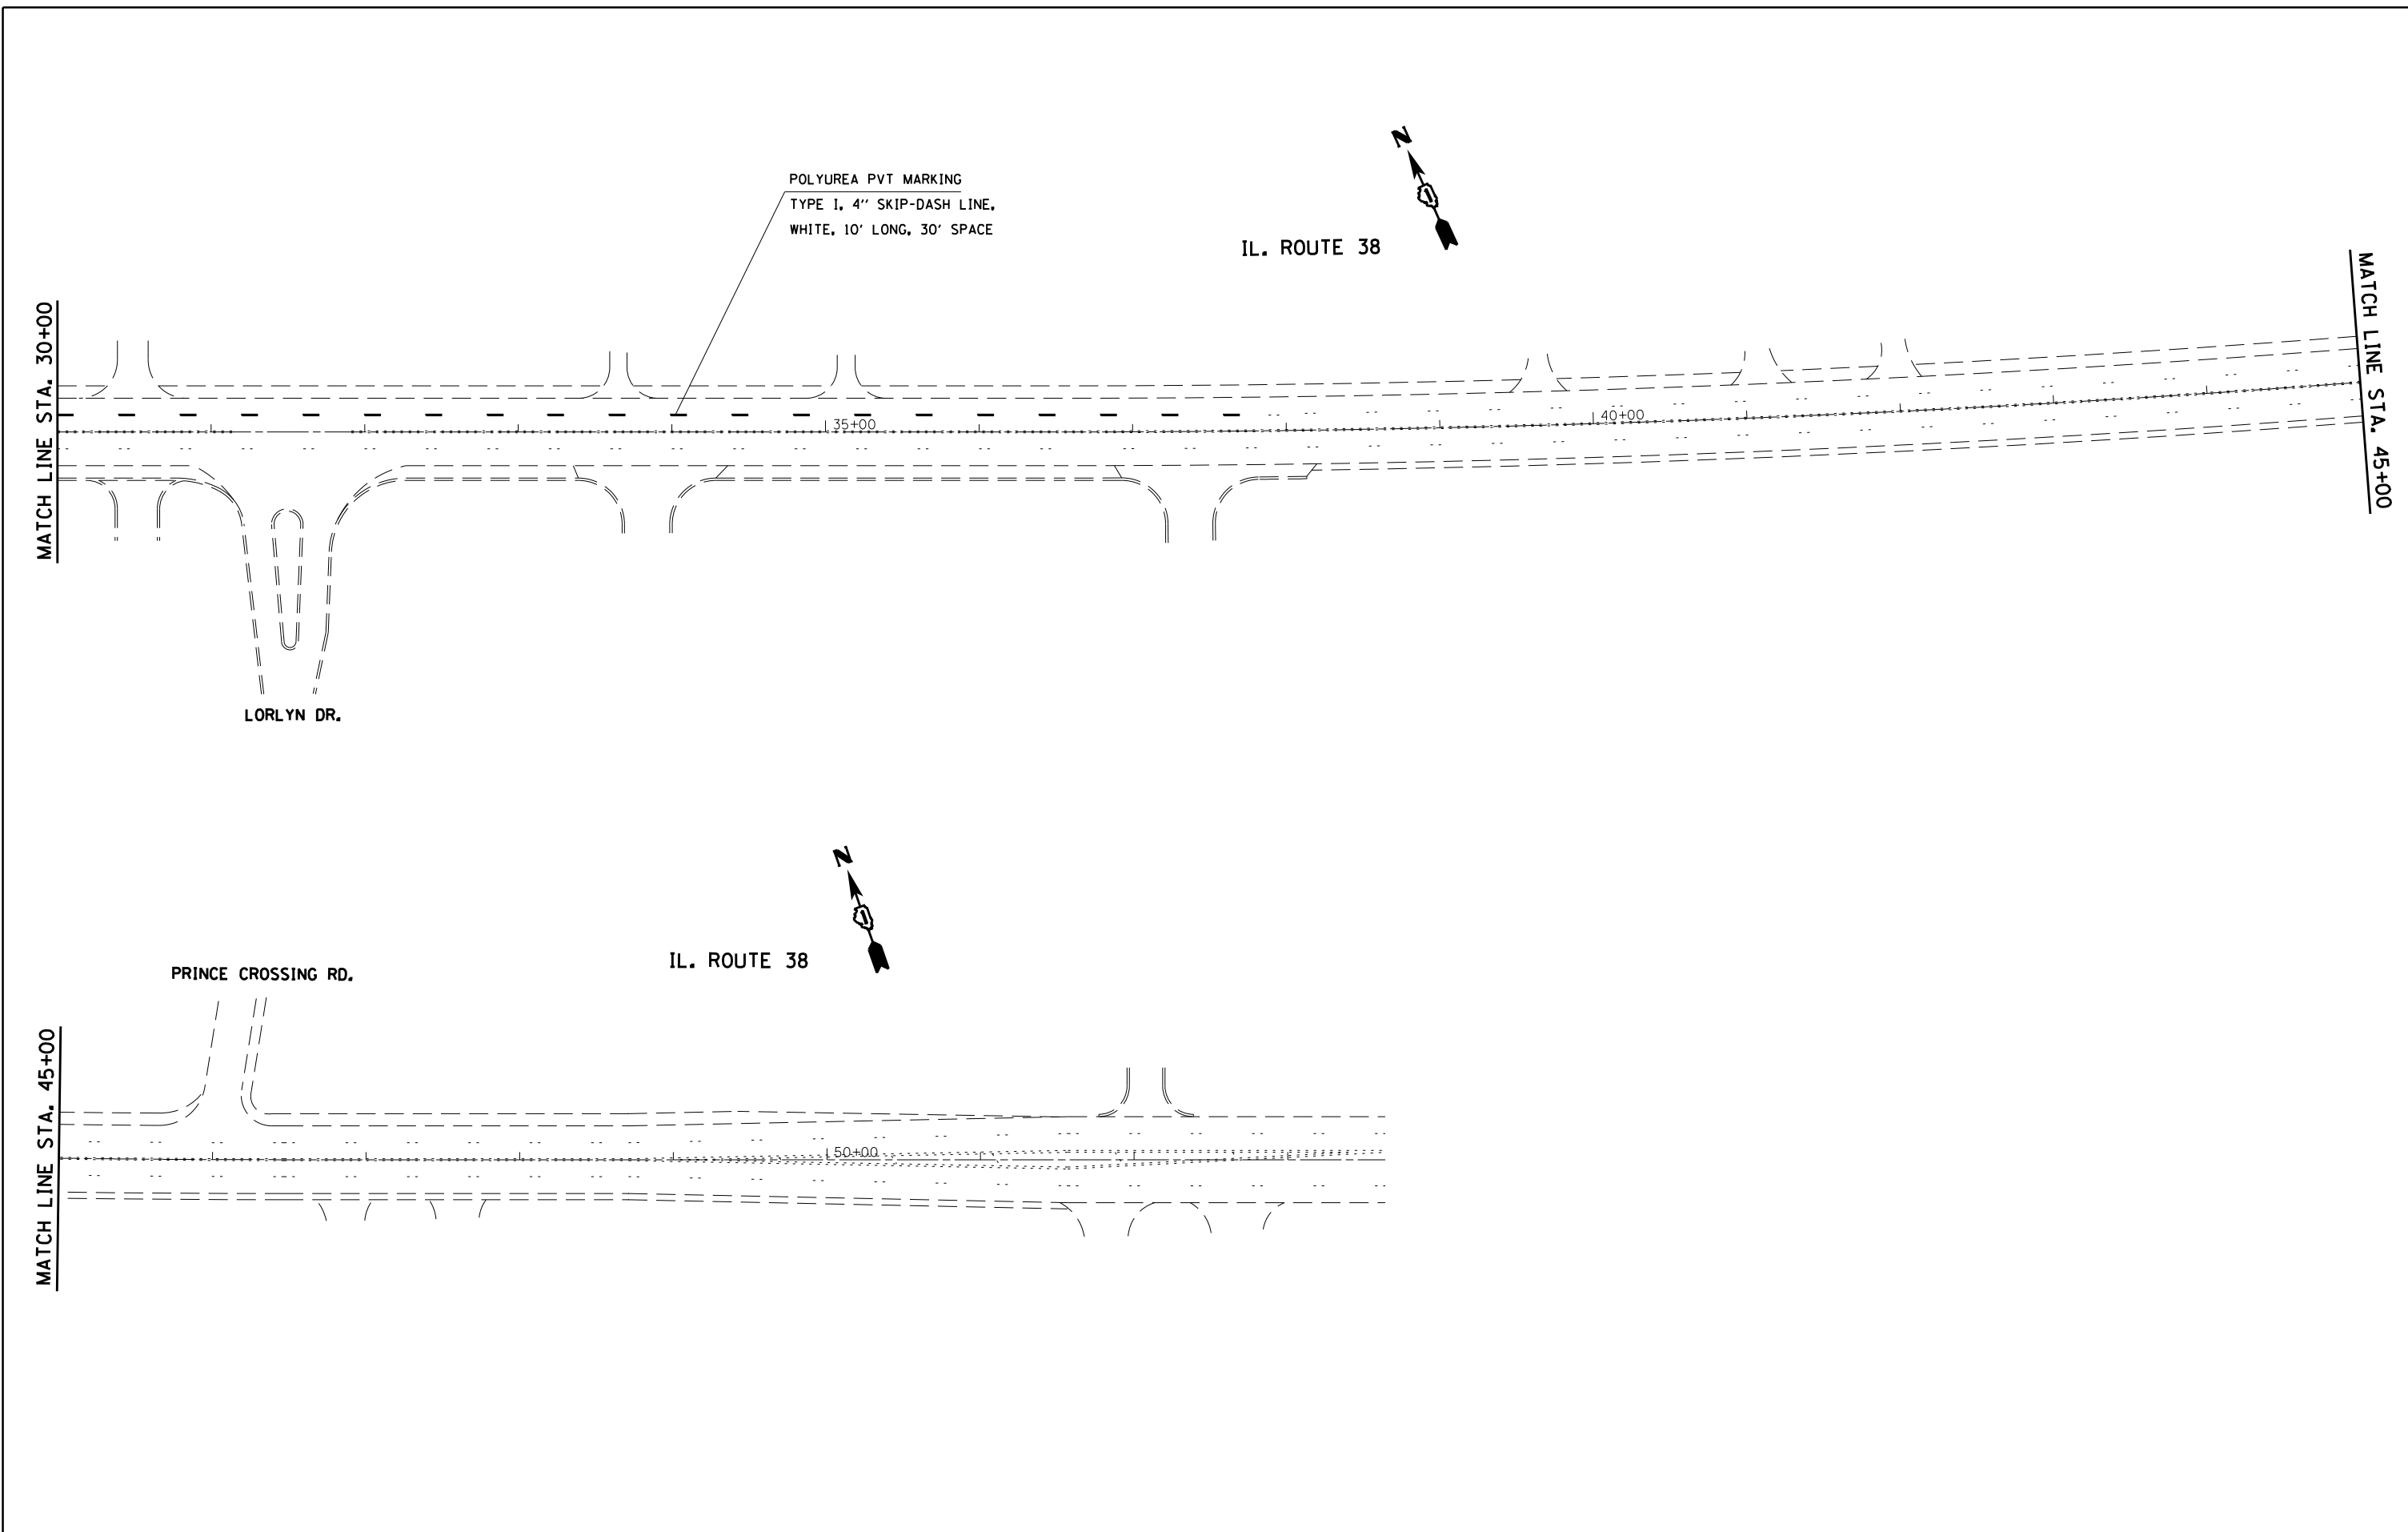 POLYUREA PVT MARKING
TYPE I, 4'' SKIP-DASH LINE,
WHITE, 10' LONG, 30' SPACE
N
IL. ROUTE 38
MATCH LINE STA. 30+00
35+00
40+00
MATCH LINE STA. 45+00
LORLYN DR.
N
IL. ROUTE 38
PRINCE CROSSING RD.
MATCH LINE STA. 45+00
50+00